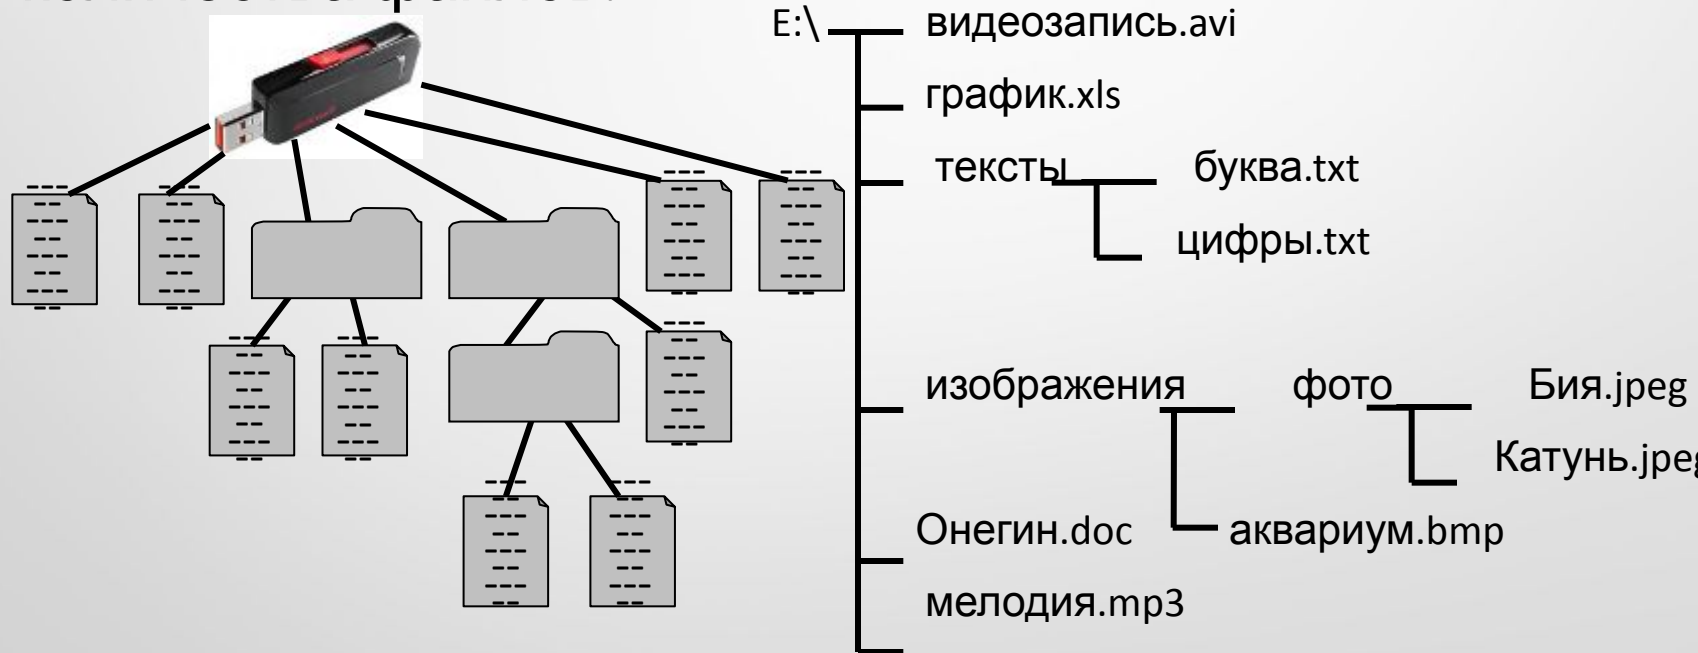 E:\
видеозапись.avi
график.xls
тексты
буква.txt
цифры.txt
изображения
фото
Бия.jpeg
Катунь.jpeg
Онегин.doc
аквариум.bmp
мелодия.mp3